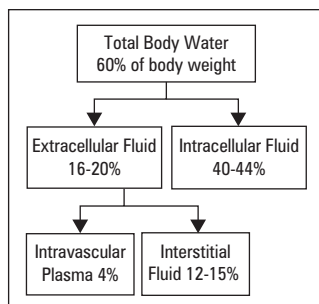 Total Body Water
60% of body weight
Extracellular Fluid
16-20%
Intracellular Fluid
40-44%
Intravascular
Plasma 4%
Interstitial
Fluid 12-15%